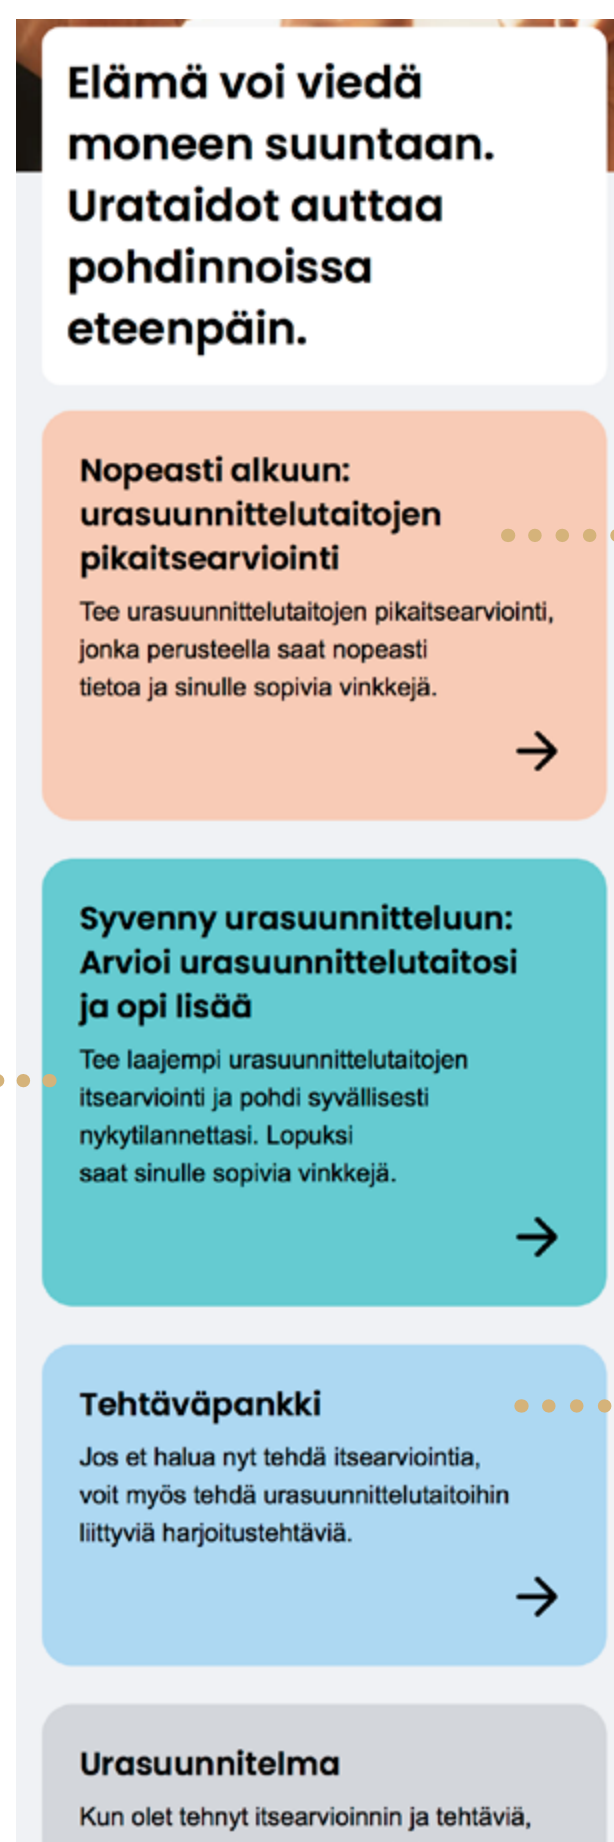 Elämä voi viedä
moneen suuntaan.
Urataidot auttaa
pohdinnoissa
eteenpäin.
Nopeasti alkuun:
urasuunnittelutaitojen
pikaitsearviointi
Tee urasuunnittelutaitojen pikaitsearviointi,
jonka perusteella saat nopeasti
tietoa ja sinulle sopivia vinkkejä.
Syvenny urasuunnitteluun:
Arvioi urasuunnittelutaitosi
ja opi lisää
Tee laajempi urasuunnittelutaitojen
itsearviointi ja pohdi syvällisesti
nykytilannettasi. Lopuksi
saat sinulle sopivia vinkkejä.
Tehtäväpankki
Jos et halua nyt tehdä itsearviointia,
voit myös tehdä urasuunnittelutaitoihin
liittyviä harjoitustehtäviä.
Urasuunnitelma
Kun olet tehnyt itsearvioinnin ja tehtäviä,